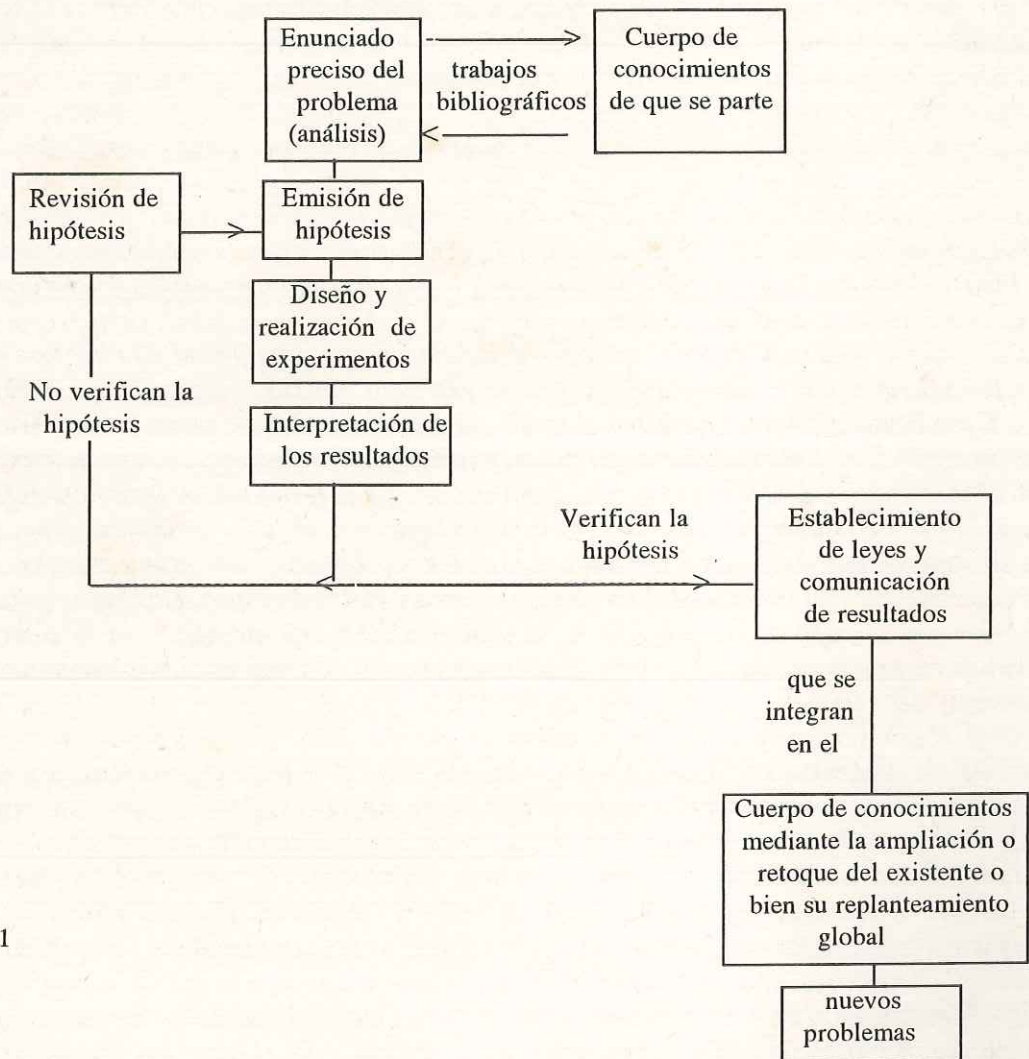 Enunciado
preciso del
problema
(análisis)
trabajos
bibliográficos
Cuerpo de
conocimientos
de que se parte
Revisión de
hipótesis
Emisión de
hipótesis
Diseño y
realización de
experimentos
No verifican la
hipótesis
Interpretación de
los resultados
Verifican la
hipótesis
Establecimiento
de leyes y
comunicación
de resultados
que se
integran
en el
Cuerpo de conocimientos
mediante la ampliación o
retoque del existente o
bien su replanteamiento
global
1
nuevos
problemas